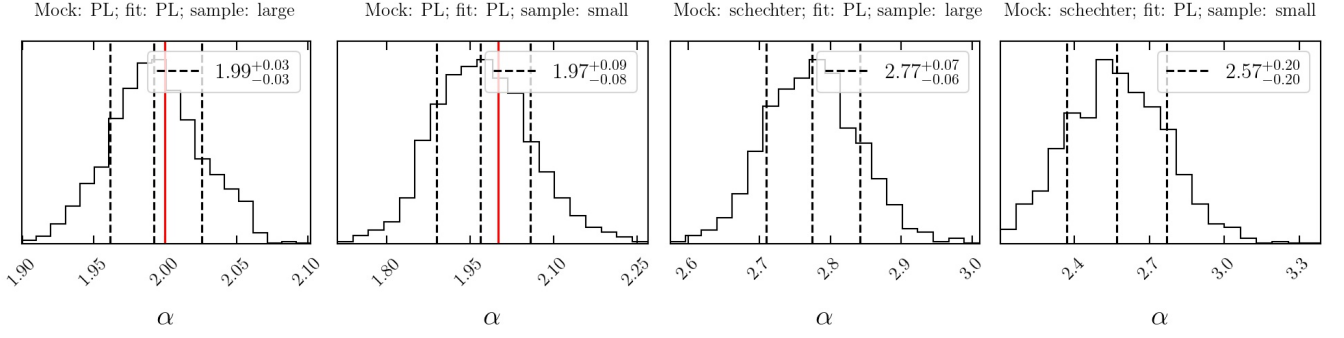 Mock: PL; fit: PL; sample: large
Mock: PL; fit: PL; sample: small
Mock: schechter; fit: PL; sample: large
Mock: schechter; fit: PL; sample: small
1.99+0.03−0.03
1.97+0.09−0.08
2.77+0.07−0.06
2.57+0.20−0.20
1.90 1.95 2.00 2.05 2.10
1.80 1.95 2.10 2.25
2.6 2.7 2.8 2.9 3.0
2.4 2.7 3.0 3.3
α
α
α
α